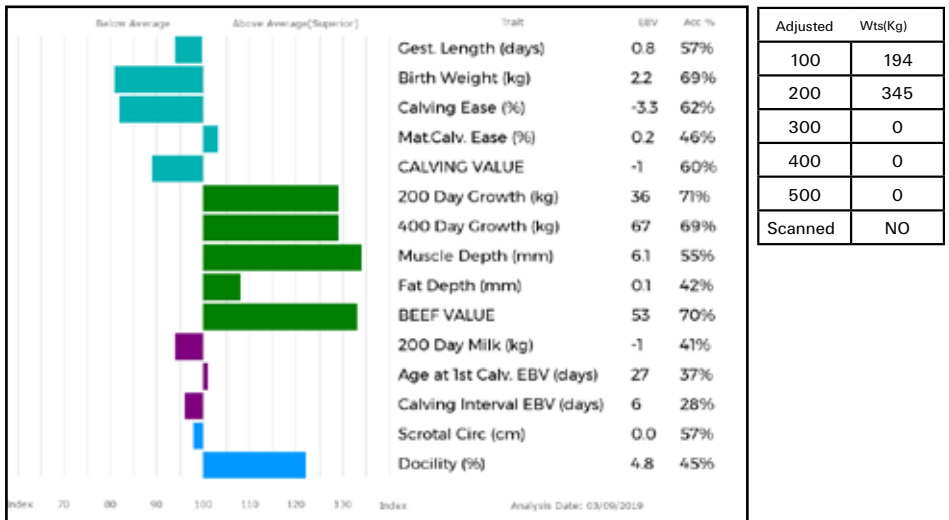 Below Average Above Average(Superior) Trait EBV Acc %
Gest. Length (days) 0.8 57%
Birth Weight (kg) 2.2 69%
Calving Ease (%) -3.3 62%
Mat.Calv. Ease (%) 0.2 46%
CALVING VALUE -1 60%
200 Day Growth (kg) 36 71%
400 Day Growth (kg) 67 69%
Muscle Depth (mm) 6.1 55%
Fat Depth (mm) 0.1 42%
BEEF VALUE 53 70%
200 Day Milk (kg) -1 41%
Age at 1st Calv. EBV (days) 27 37%
Calving Interval EBV (days) 6 28%
Scrotal Circ (cm) 0.0 57%
Docility (%) 4.8 45%
Index 70 80 90 100 110 120 130 Index Analysis Date: 03/09/2019
Adjusted Wts(Kg)
100 194
200 345
300 0
400 0
500 0
Scanned NO